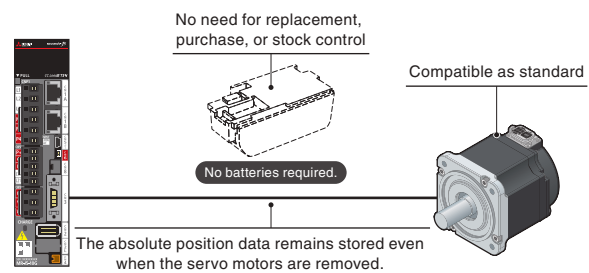 No need for replacement,
purchase, or stock control
Compatible as standard
No batteries required.
The absolute position data remains stored even
when the servo motors are removed.